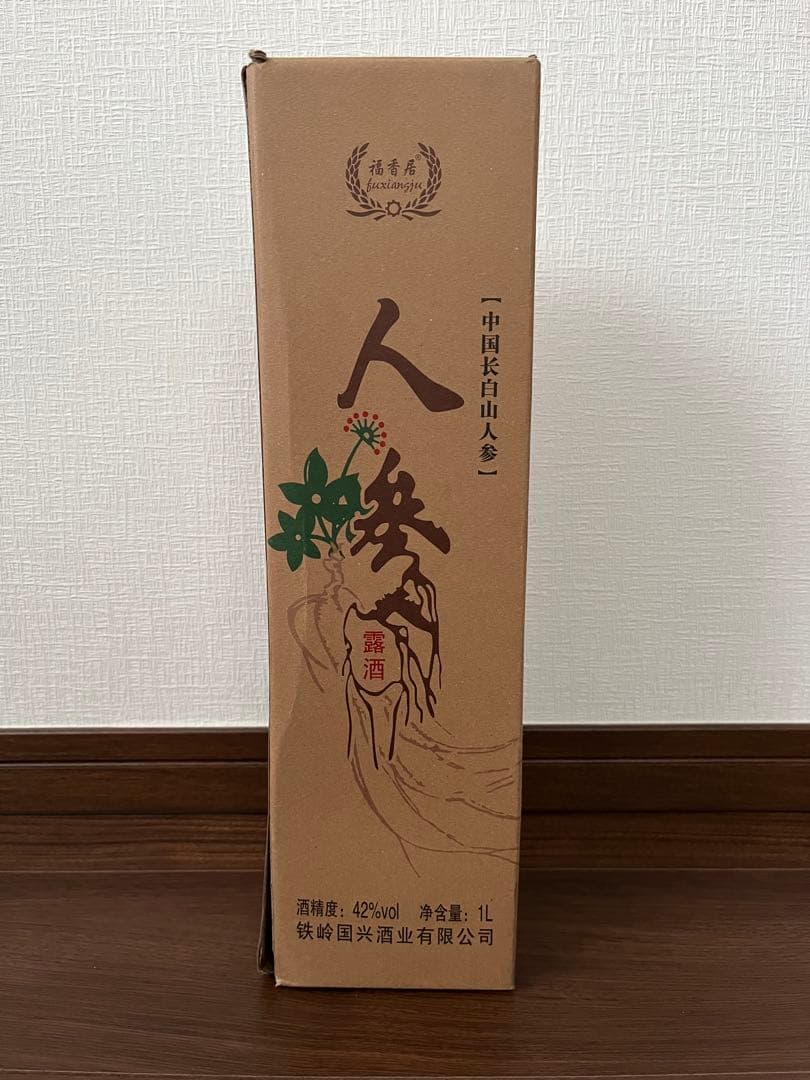 福香居®
fuxiangju
【中国长白山人参】
人
参
露
酒
酒精度：42%vol 净含量：1L
铁岭国兴酒业有限公司